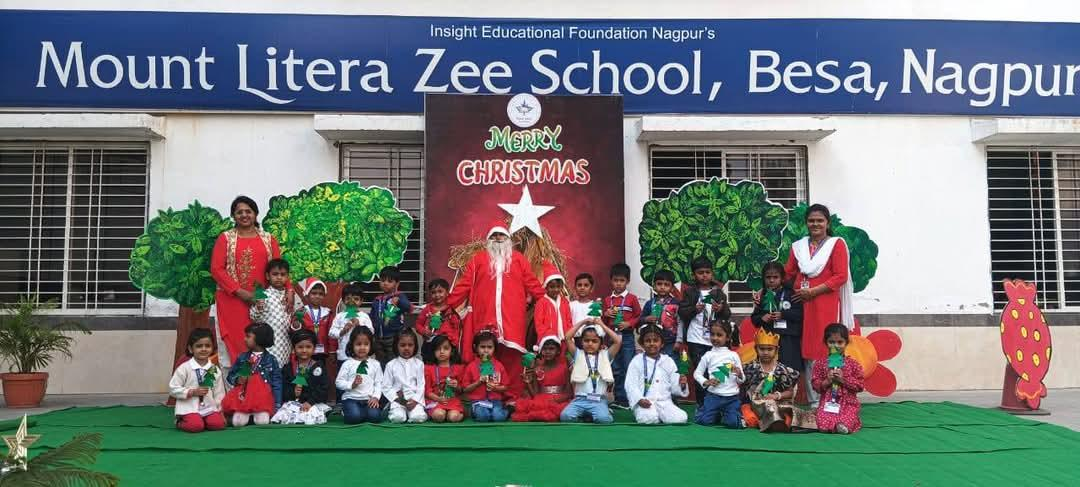 Insight Educational Foundation Nagpur's
Mount Litera Zee School, Besa, Nagpur
MERRY
CHRISTMAS